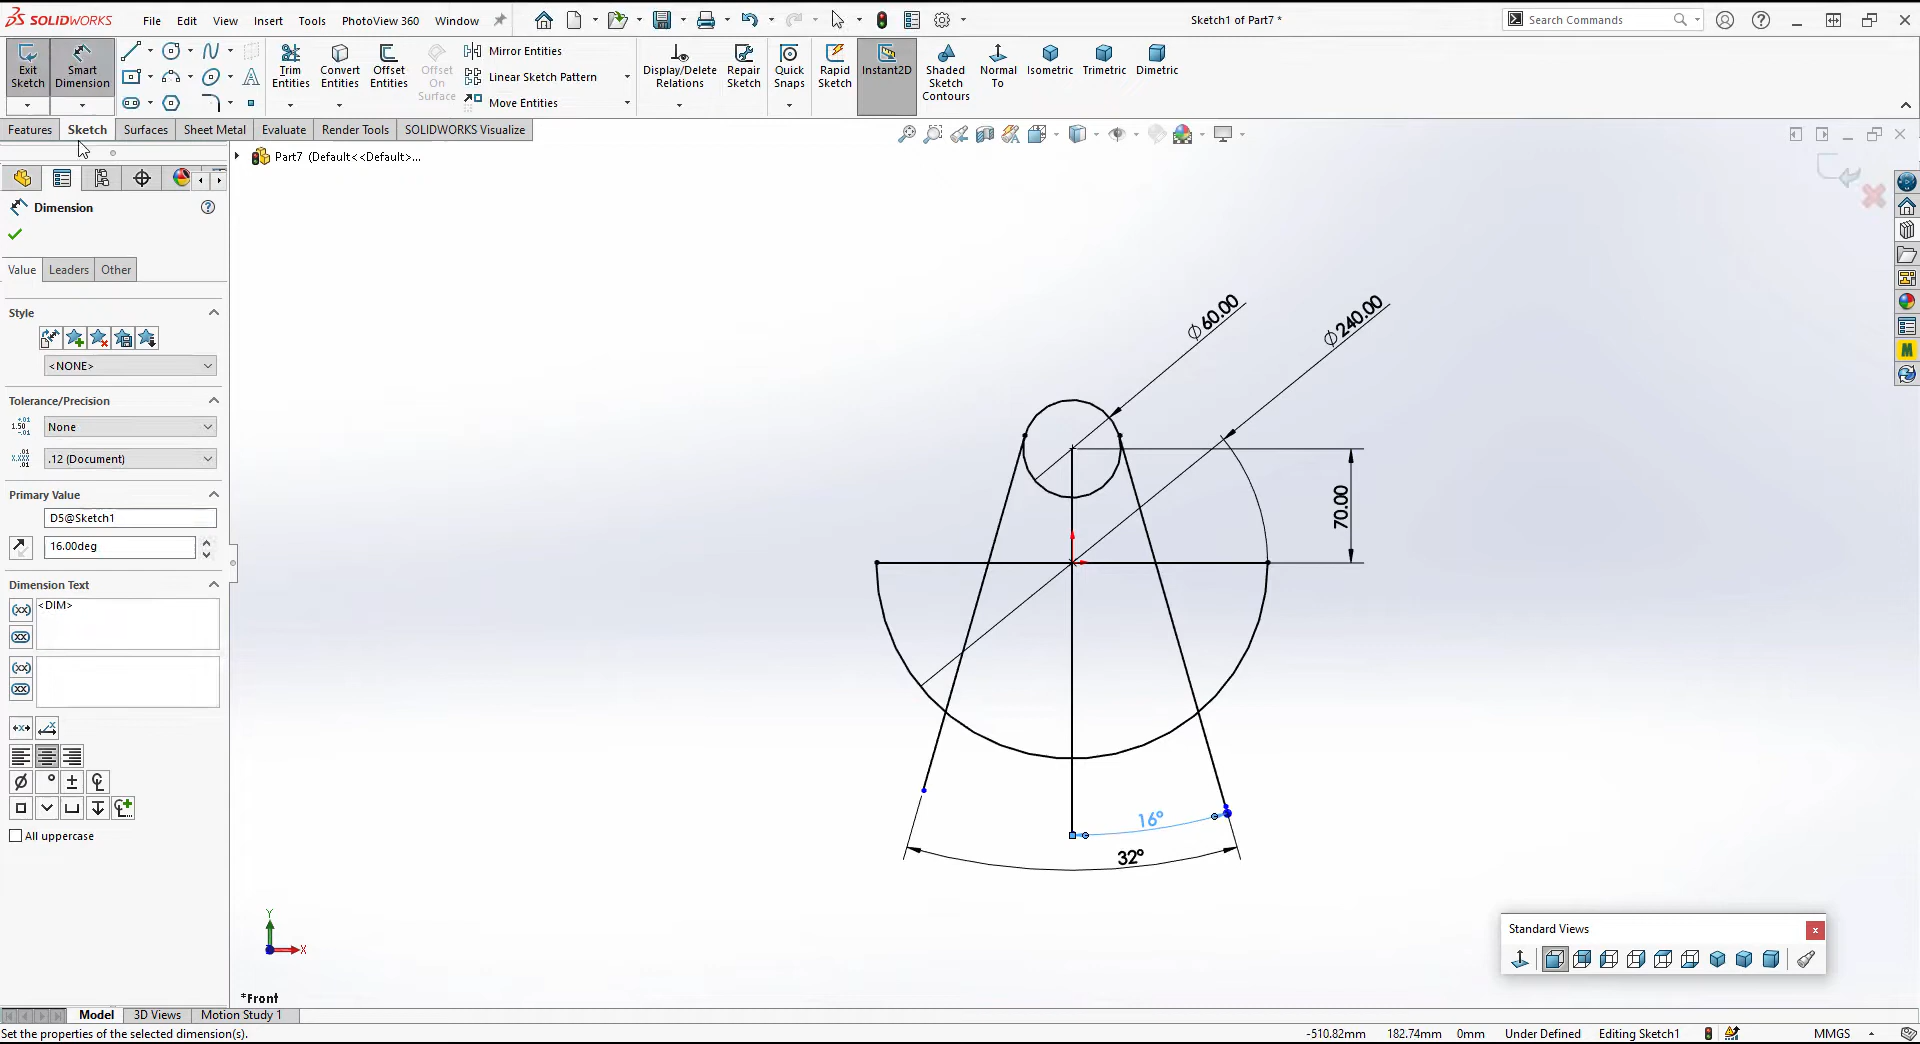 SOLIDWORKS
File Edit View Insert Tools PhotoView 360 Window
Sketch1 of Part7 *
Search Commands
Exit Sketch
Smart Dimension
Trim Entities
Convert Entities
Offset Entities
Offset On Surface
Mirror Entities
Linear Sketch Pattern
Move Entities
Display/Delete Relations
Repair Sketch
Quick Snaps
Rapid Sketch
Instant2D
Shaded Sketch Contours
Normal To
Isometric
Trimetric
Dimetric
Features Sketch Surfaces Sheet Metal Evaluate Render Tools SOLIDWORKS Visualize
Part7 (Default<<Default>...
Dimension
Value Leaders Other
Style
<NONE>
Tolerance/Precision
None
.12 (Document)
Primary Value
D5@Sketch1
16.00deg
Dimension Text
<DIM>
All uppercase
∅60.00
∅240.00
70.00
16°
32°
Y
X
*Front
Standard Views
Model 3D Views Motion Study 1
Set the properties of the selected dimension(s).
-510.82mm 182.74mm 0mm Under Defined Editing Sketch1 MMGS